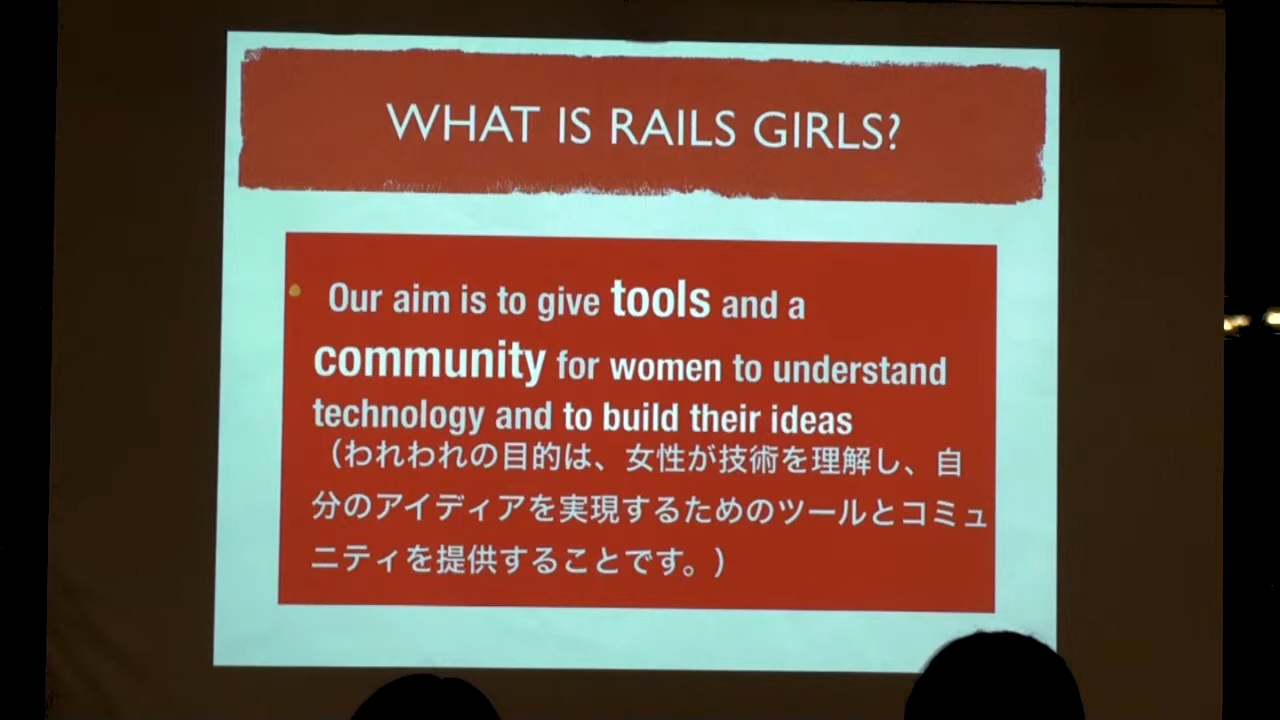 WHAT IS RAILS GIRLS?
Our aim is to give tools and a
community for women to understand
technology and to build their ideas
（われわれの目的は、女性が技術を理解し、自
分のアイディアを実現するためのツールとコミュ
ニティを提供することです。）